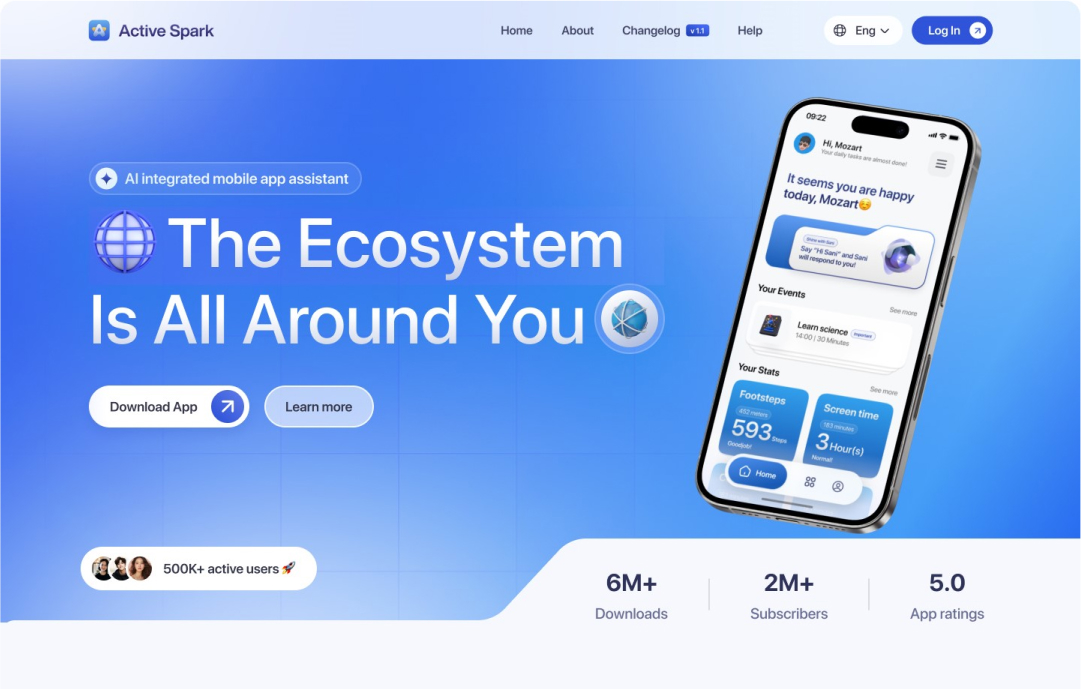 Active Spark
Home
About
Changelog
v 1.1
Help
Eng
Log In
AI integrated mobile app assistant
The Ecosystem
Is All Around You
Download App
Learn more
500K+ active users🚀
09:22
Hi, Mozart
Your daily tasks are almost done!
It seems you are happy
today, Mozart☺️
Shine with Sani
Say "Hi Sani" and Sani
will respond to you!
Your Events
See more
Learn science
Important
14:00 | 30 Minutes
Your Stats
See more
Footsteps
452 meters
593 Steps
Goodjob!
Screen time
183 minutes
3 Hour(s)
Normal!
Home
6M+
Downloads
2M+
Subscribers
5.0
App ratings